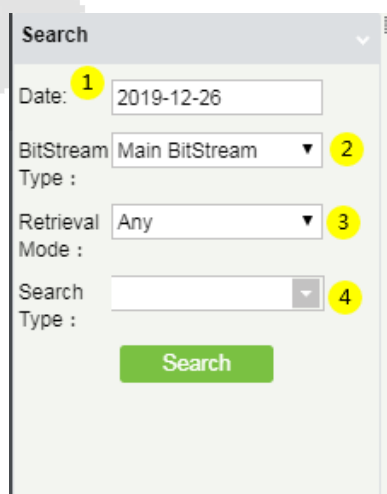 Search
Date: 1 2019-12-26
BitStream Type : Main BitStream 2
Retrieval Mode : Any 3
Search Type : 4
Search